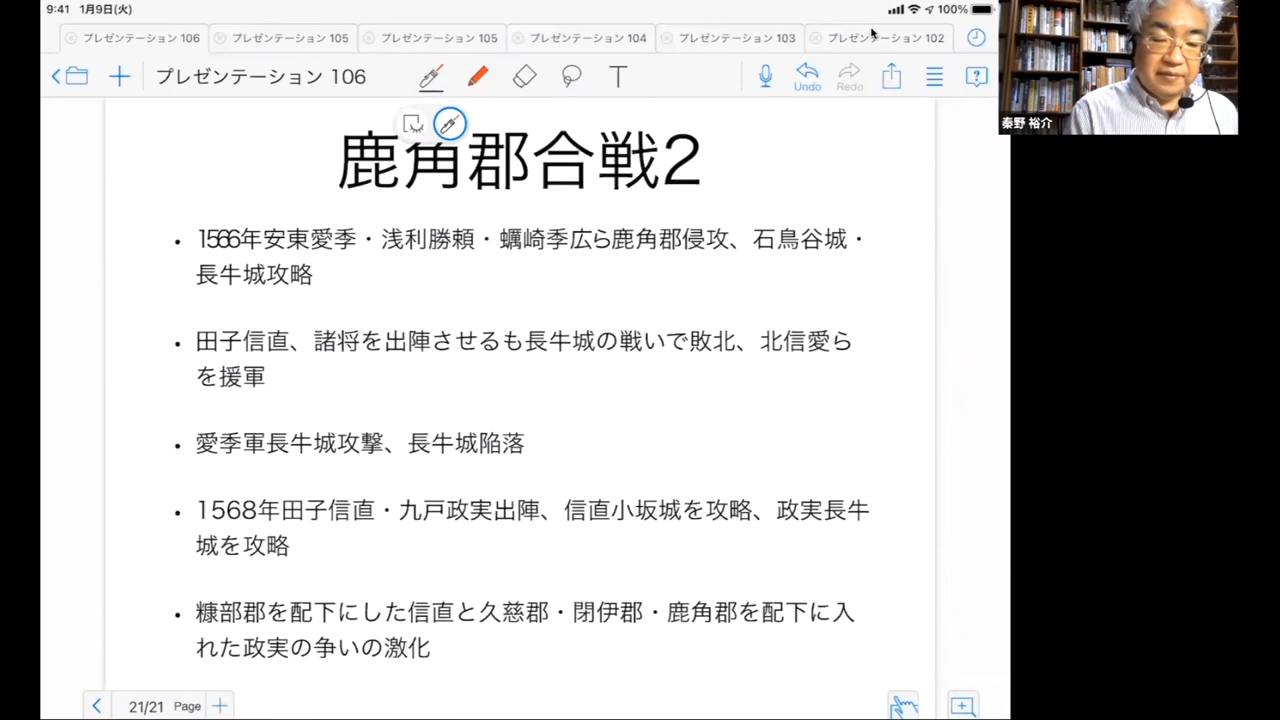 9:41 1月9日(火) 100%
プレゼンテーション 106 プレゼンテーション 105 プレゼンテーション 105 プレゼンテーション 104 プレゼンテーション 103 プレゼンテーション 102
プレゼンテーション 106 T Undo Redo ?
秦野 裕介
鹿角郡合戦2
• 1566年安東愛季・浅利勝頼・蠣崎季広ら鹿角郡侵攻、石鳥谷城・
長牛城攻略
• 田子信直、諸将を出陣させるも長牛城の戦いで敗北、北信愛ら
を援軍
• 愛季軍長牛城攻撃、長牛城陥落
• 1568年田子信直・九戸政実出陣、信直小坂城を攻略、政実長牛
城を攻略
• 糠部郡を配下にした信直と久慈郡・閉伊郡・鹿角郡を配下に入
れた政実の争いの激化
21/21 Page